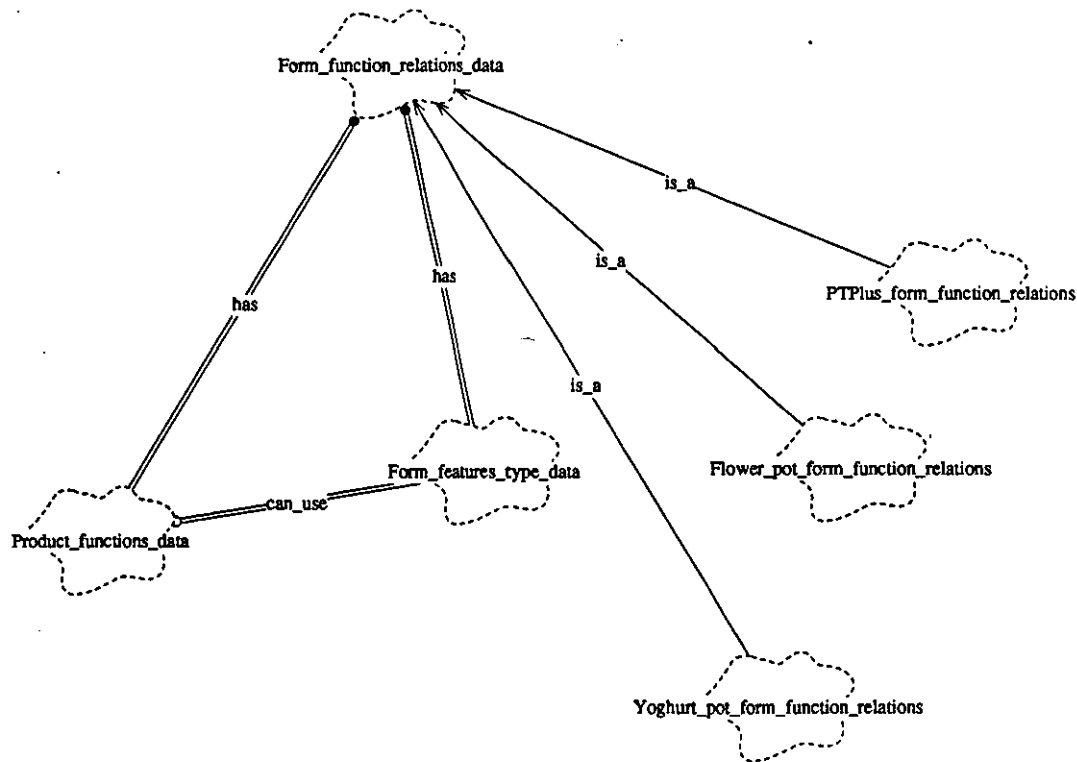 Form_function_relations_data
is_a
is_a
has
has
PTPlus_form_function_relations
is_a
Form_features_type_data
Flower_pot_form_function_relations
can_use
Product_functions_data
Yoghurt_pot_form_function_relations